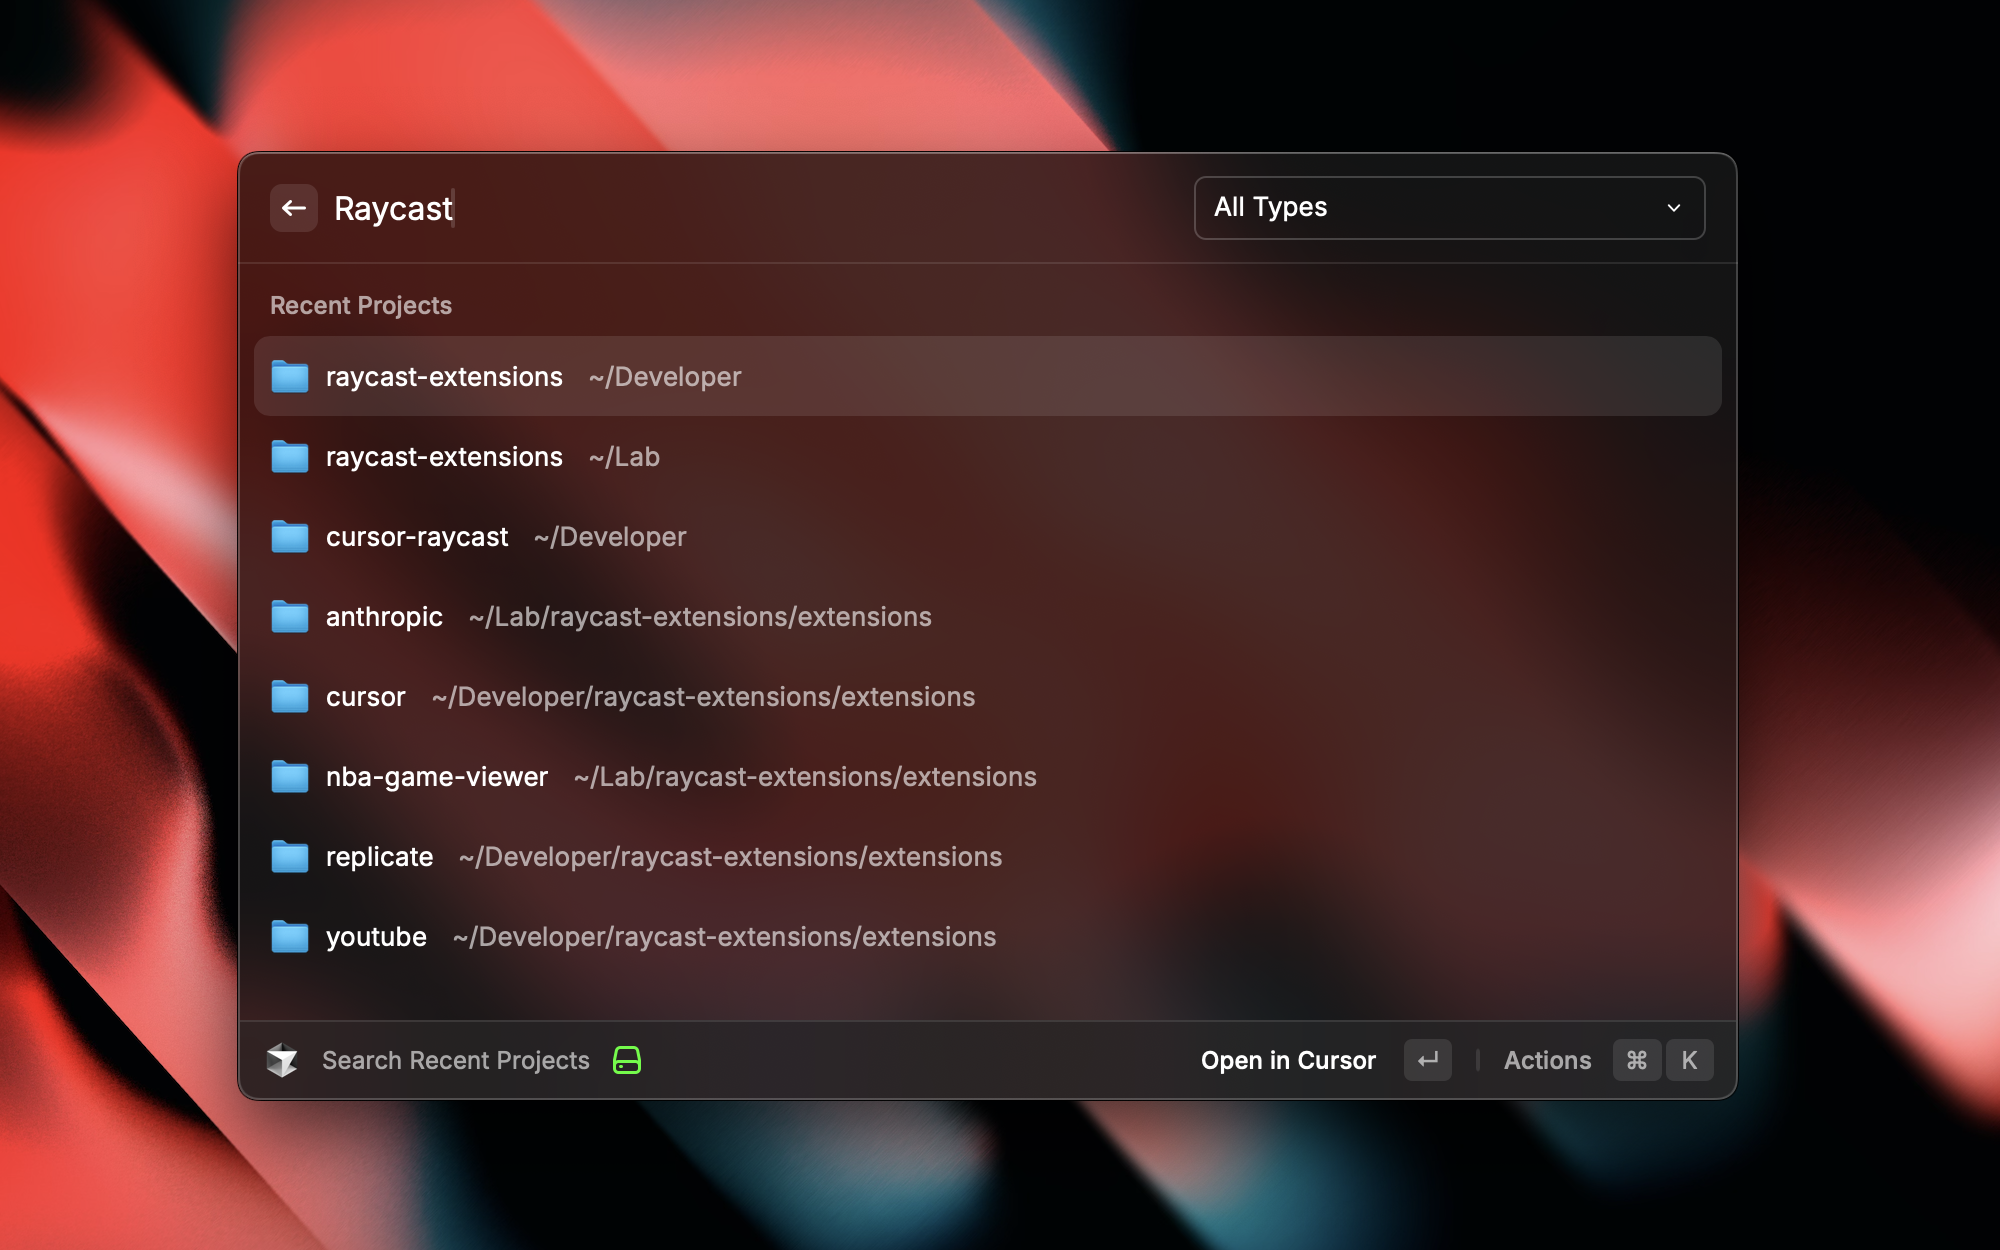 Raycast
All Types
Recent Projects
raycast-extensions ~/Developer
raycast-extensions ~/Lab
cursor-raycast ~/Developer
anthropic ~/Lab/raycast-extensions/extensions
cursor ~/Developer/raycast-extensions/extensions
nba-game-viewer ~/Lab/raycast-extensions/extensions
replicate ~/Developer/raycast-extensions/extensions
youtube ~/Developer/raycast-extensions/extensions
Search Recent Projects
Open in Cursor ↵ Actions ⌘ K